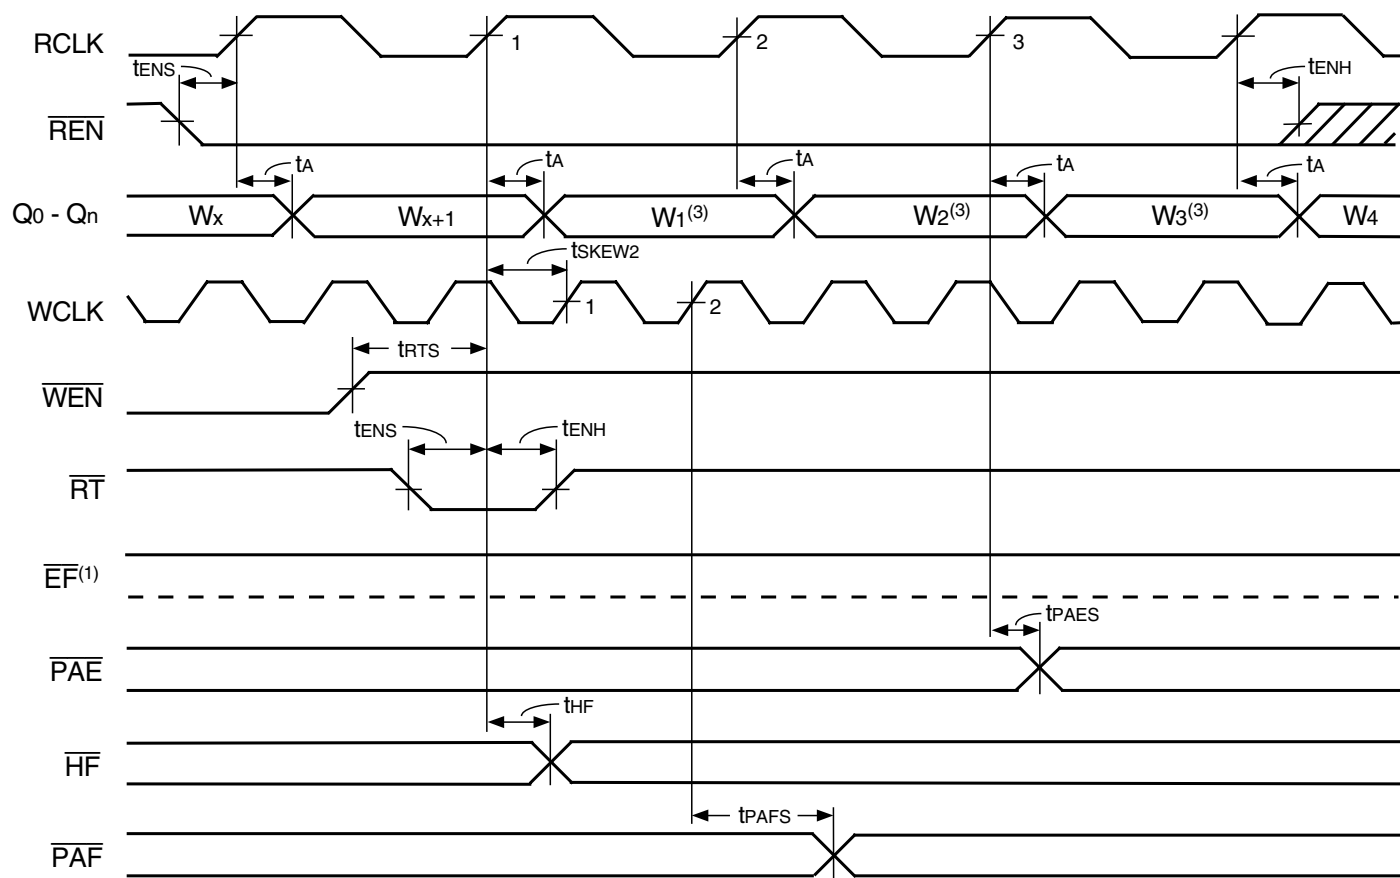 RCLK
1
2
3
tENS
tENH
REN
tA
tA
tA
tA
tA
Q0 - Qn
Wx
Wx+1
W1(3)
W2(3)
W3(3)
W4
tSKEW2
WCLK
1
2
tRTS
WEN
tENS
tENH
RT
EF(1)
tPAES
PAE
tHF
HF
tPAFS
PAF